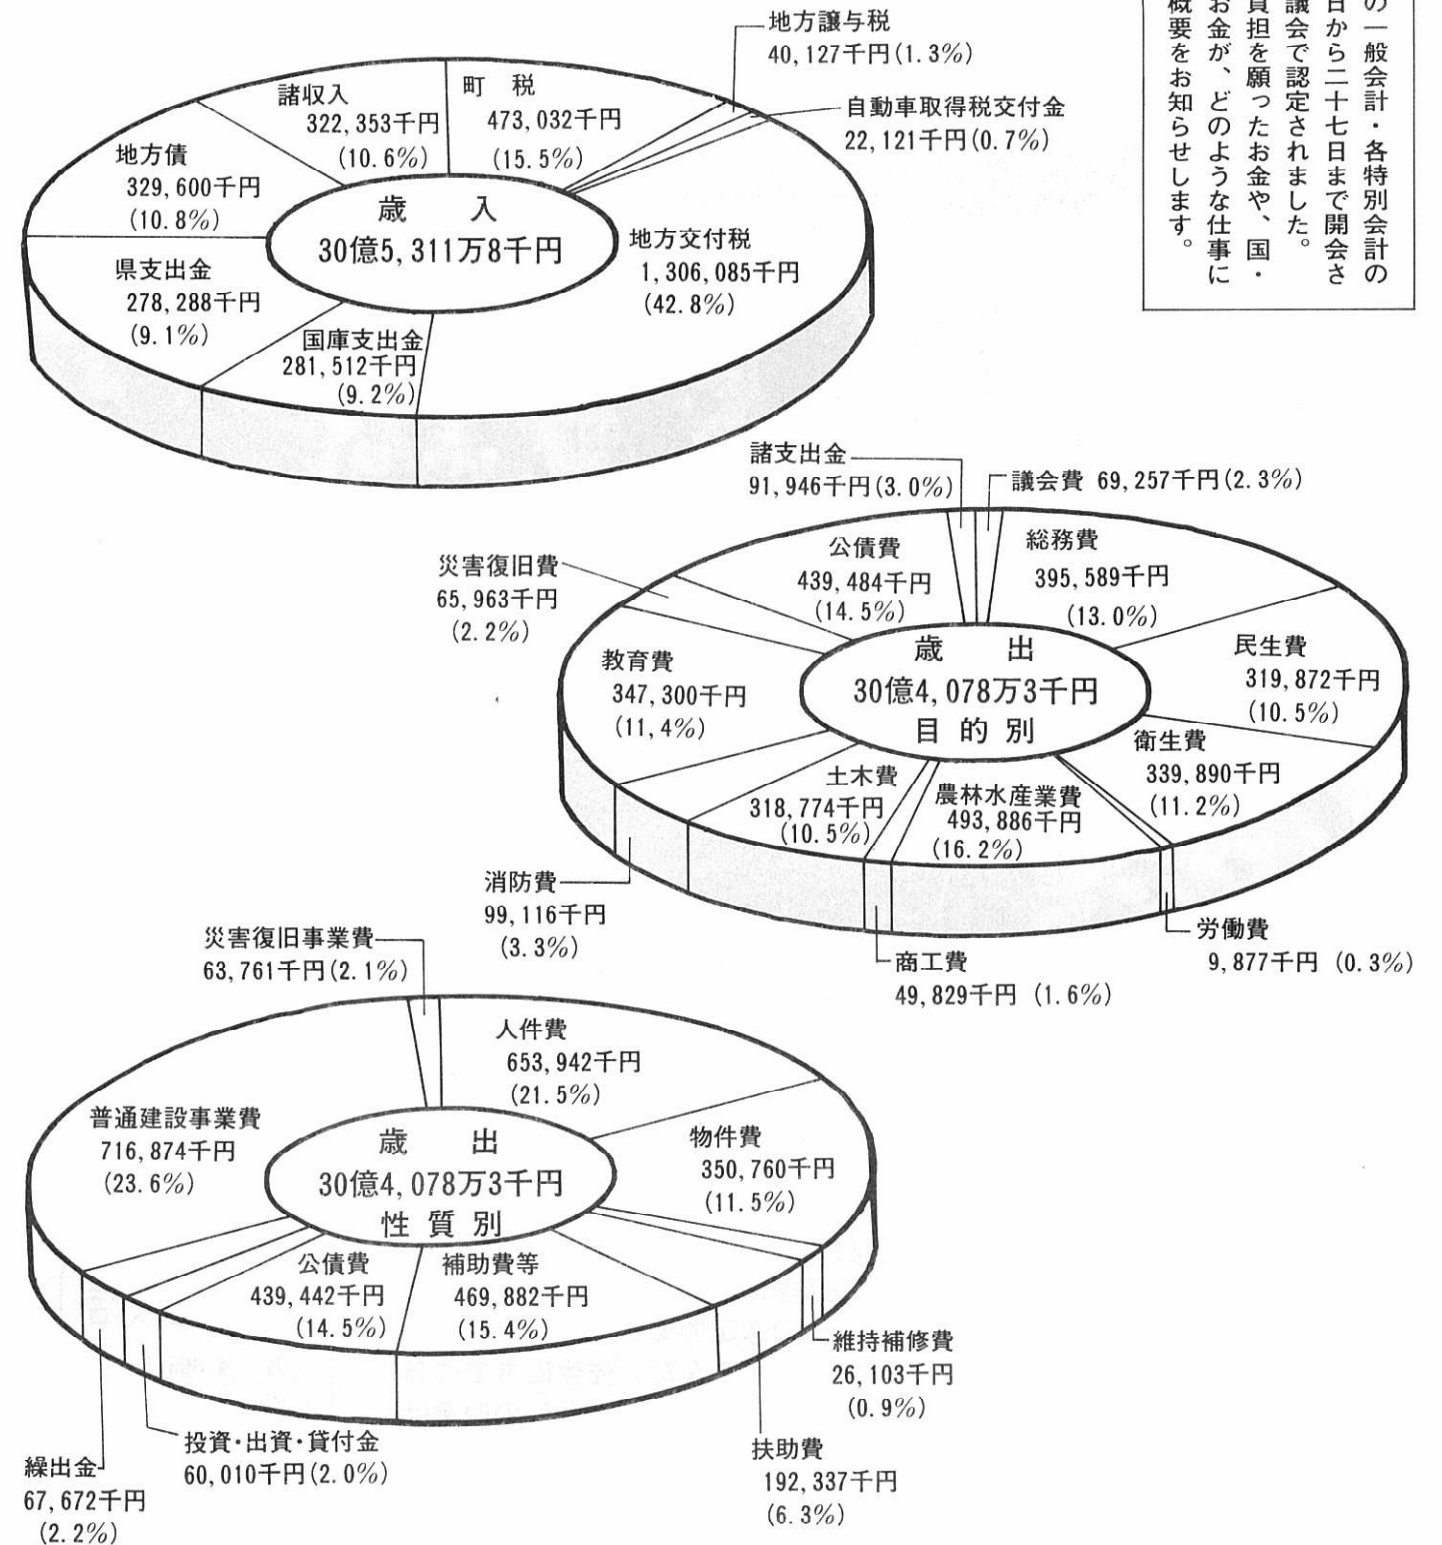 の一般会計・各特別会計の
日から二十七日まで開会さ
議会で認定されました。
負担を願ったお金や、国・
お金が、どのような仕事に
概要をお知らせします。
地方譲与税
40,127千円(1.3%)
自動車取得税交付金
22,121千円(0.7%)
町 税
473,032千円
(15.5%)
諸収入
322,353千円
(10.6%)
地方債
329,600千円
(10.8%)
歳 入
30億5,311万8千円
地方交付税
1,306,085千円
(42.8%)
県支出金
278,288千円
(9.1%)
国庫支出金
281,512千円
(9.2%)
諸支出金
91,946千円(3.0%)
議会費 69,257千円(2.3%)
公債費
439,484千円
(14.5%)
総務費
395,589千円
(13.0%)
災害復旧費
65,963千円
(2.2%)
教育費
347,300千円
(11,4%)
歳 出
30億4,078万3千円
目的別
民生費
319,872千円
(10.5%)
衛生費
339,890千円
(11.2%)
土木費
318,774千円
(10.5%)
農林水産業費
493,886千円
(16.2%)
消防費
99,116千円
(3.3%)
商工費
49,829千円 (1.6%)
労働費
9,877千円 (0.3%)
災害復旧事業費
63,761千円(2.1%)
人件費
653,942千円
(21.5%)
普通建設事業費
716,874千円
(23.6%)
歳 出
30億4,078万3千円
性質別
物件費
350,760千円
(11.5%)
公債費
439,442千円
(14.5%)
補助費等
469,882千円
(15.4%)
維持補修費
26,103千円
(0.9%)
扶助費
192,337千円
(6.3%)
投資・出資・貸付金
60,010千円(2.0%)
繰出金
67,672千円
(2.2%)